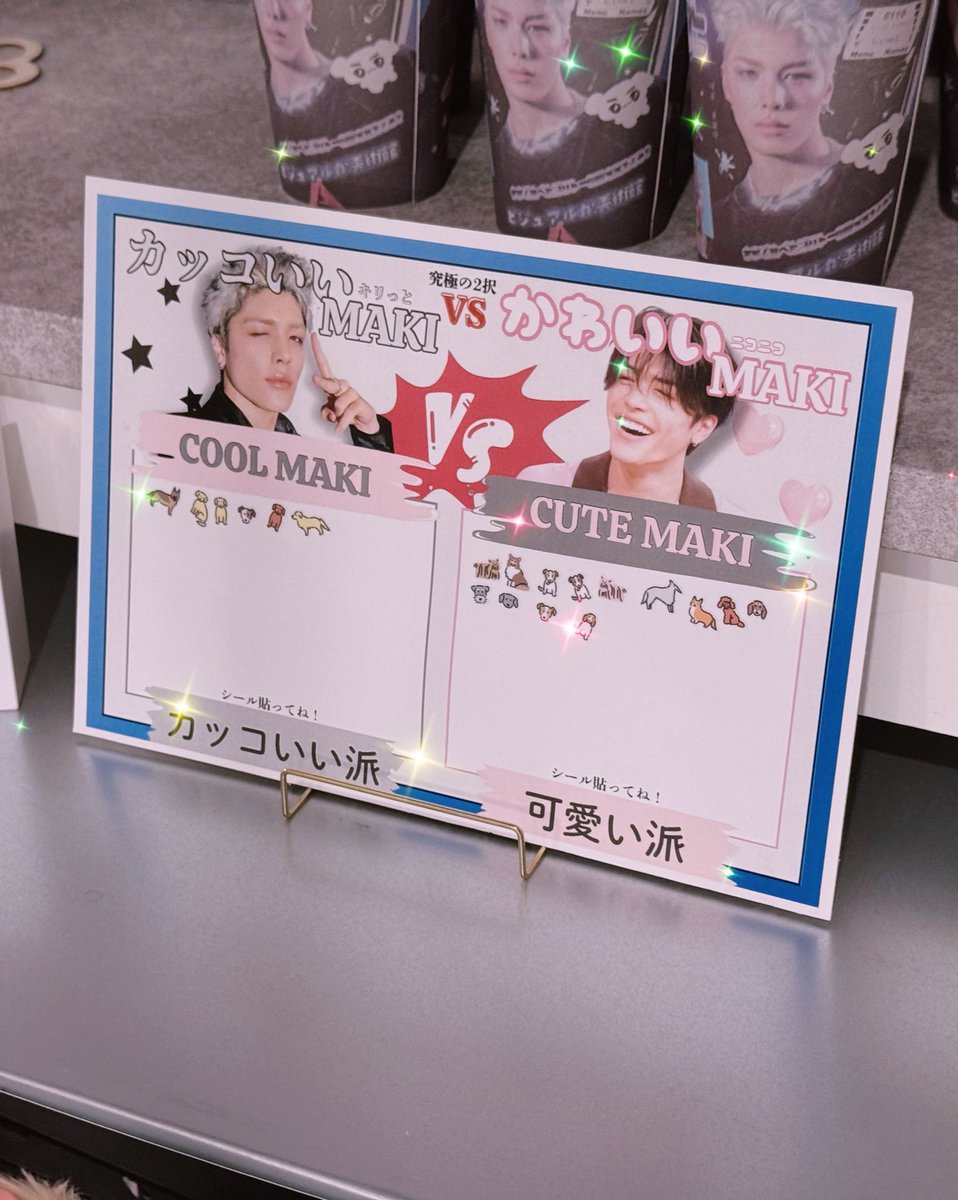 カッコいい
キリっと
MAKI
究極の2択
VS
かわいい
ニコニコ
MAKI
VS
COOL MAKI
CUTE MAKI
シール貼ってね！
カッコいい派
シール貼ってね！
可愛い派